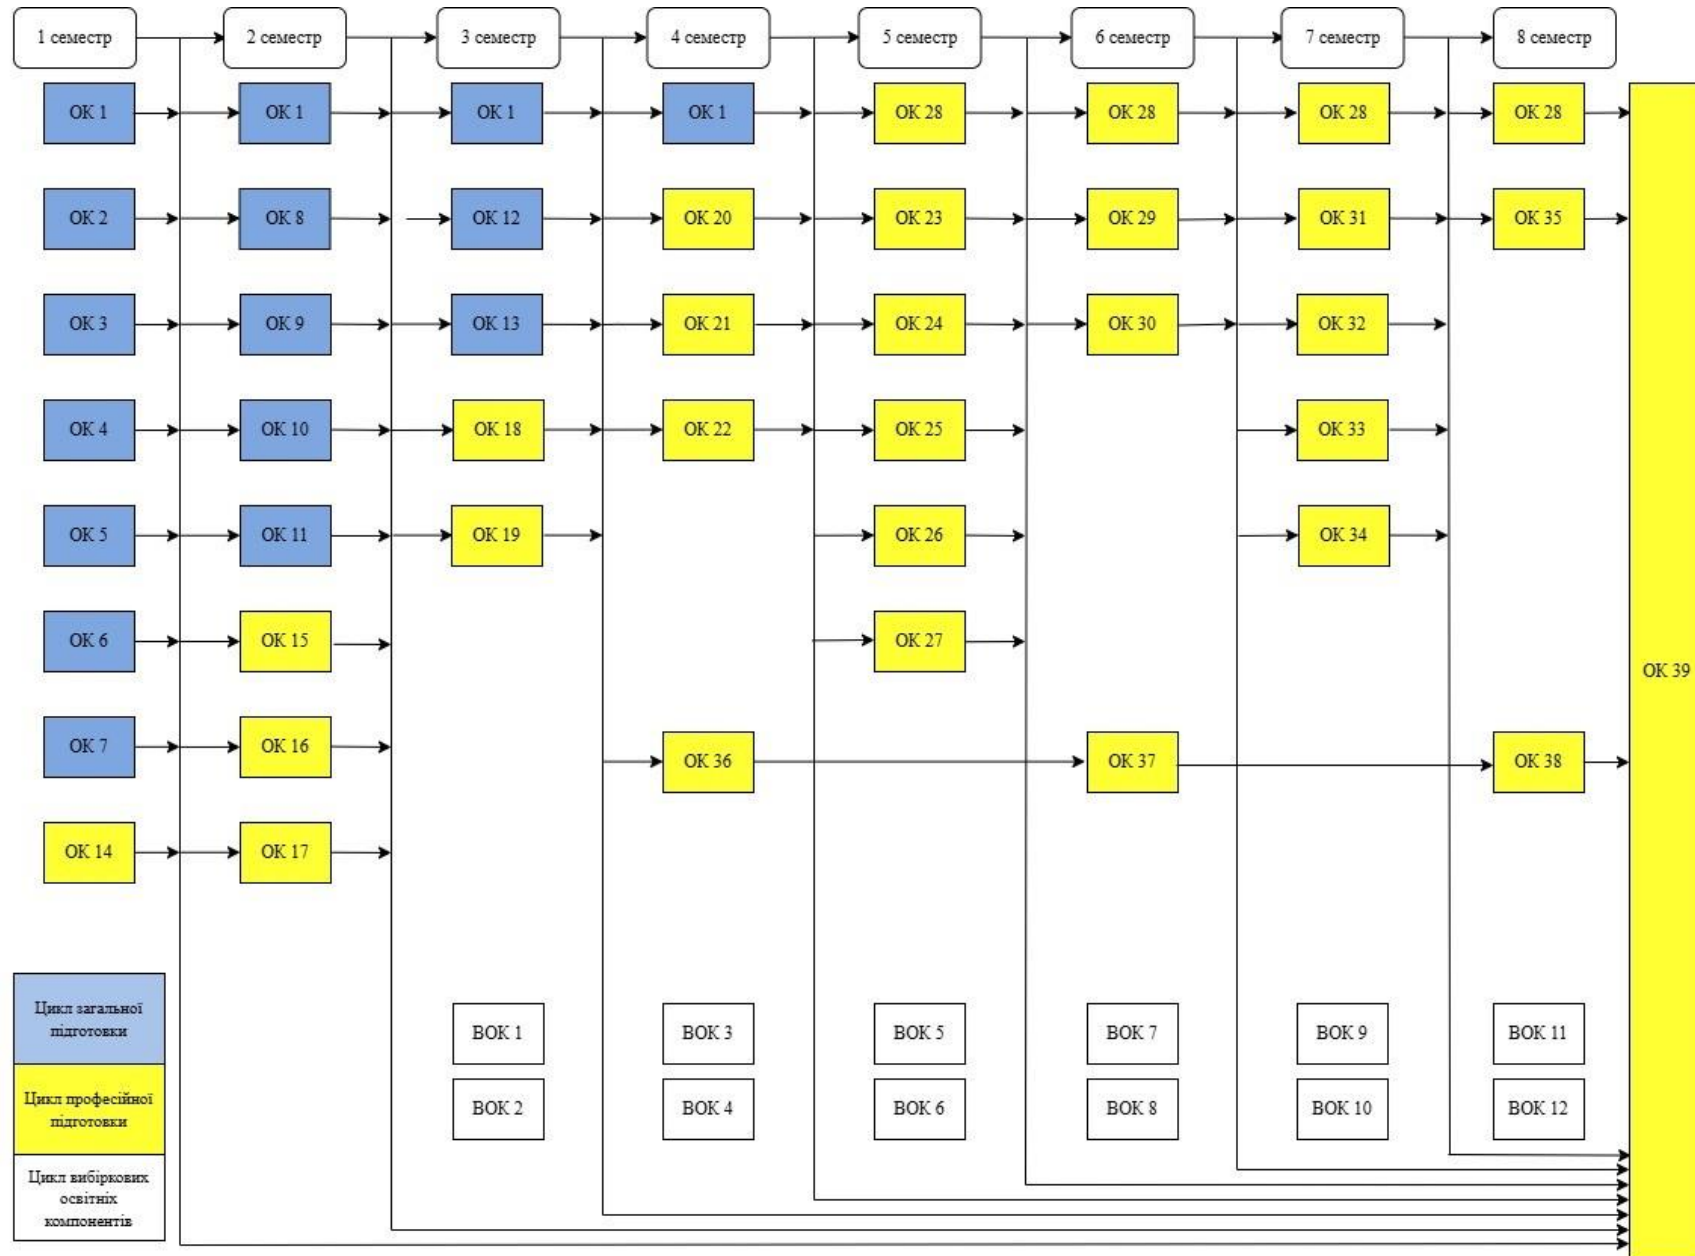 1 семестр
2 семестр
3 семестр
4 семестр
5 семестр
6 семестр
7 семестр
8 семестр
ОК 1
ОК 1
ОК 1
ОК 1
ОК 28
ОК 28
ОК 28
ОК 28
ОК 2
ОК 8
ОК 12
ОК 20
ОК 23
ОК 29
ОК 31
ОК 35
ОК 3
ОК 9
ОК 13
ОК 21
ОК 24
ОК 30
ОК 32
ОК 4
ОК 10
ОК 18
ОК 22
ОК 25
ОК 33
ОК 5
ОК 11
ОК 19
ОК 26
ОК 34
ОК 6
ОК 15
ОК 27
ОК 39
ОК 7
ОК 16
ОК 36
ОК 37
ОК 38
ОК 14
ОК 17
Цикл загальної
підготовки
Цикл професійної
підготовки
Цикл вибіркових
освітніх
компонентів
ВОК 1
ВОК 3
ВОК 5
ВОК 7
ВОК 9
ВОК 11
ВОК 2
ВОК 4
ВОК 6
ВОК 8
ВОК 10
ВОК 12